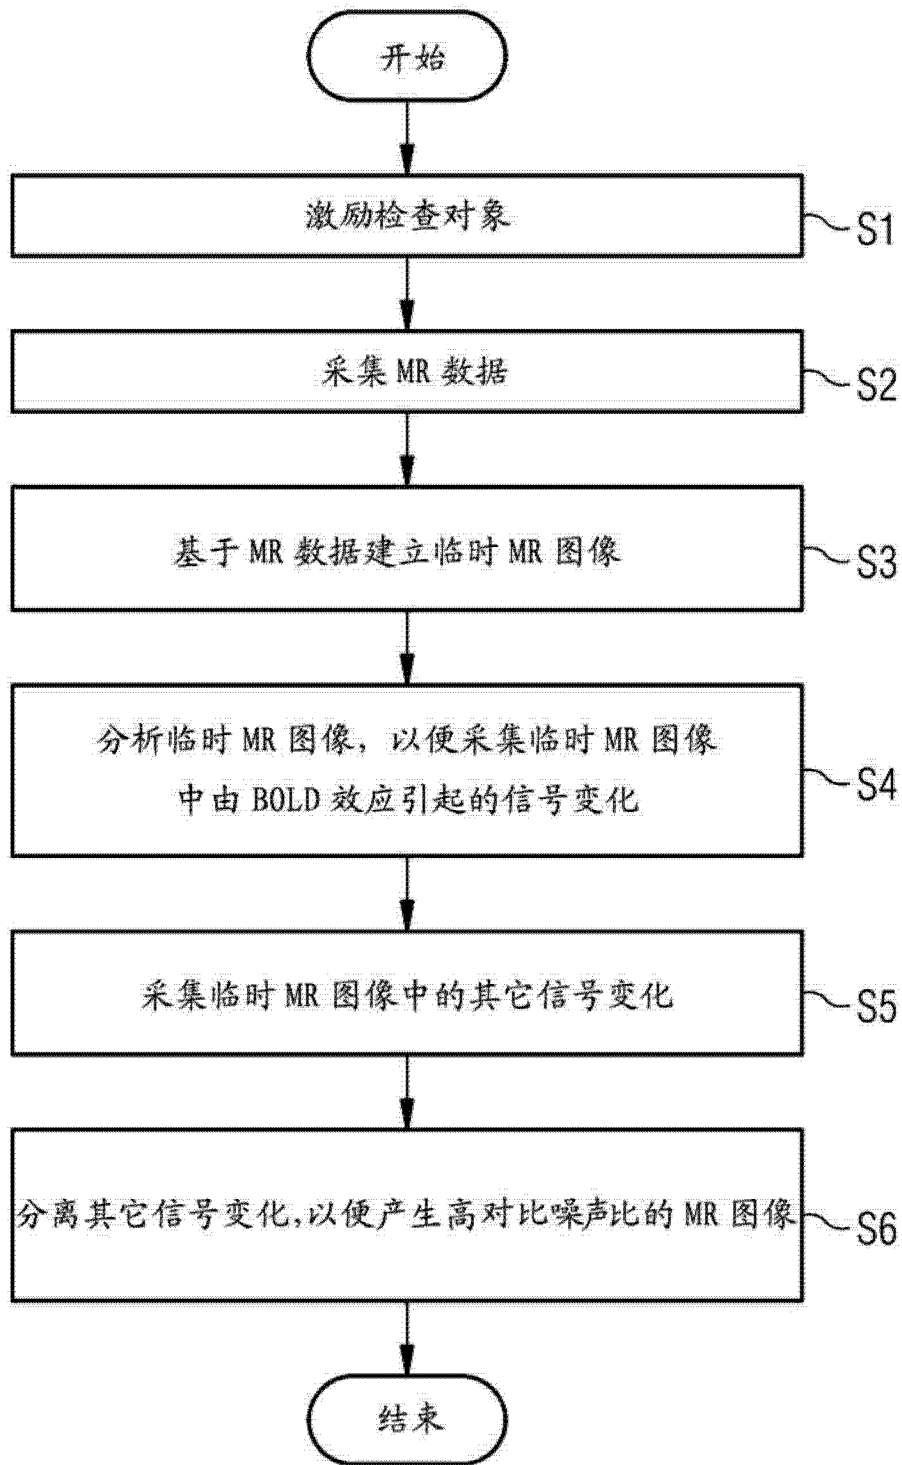 开始
激励检查对象
S1
采集 MR 数据
S2
基于 MR 数据建立临时 MR 图像
S3
分析临时 MR 图像，以便采集临时 MR 图像
中由 BOLD 效应引起的信号变化
S4
采集临时 MR 图像中的其它信号变化
S5
分离其它信号变化，以便产生高对比噪声比的 MR 图像
S6
结束